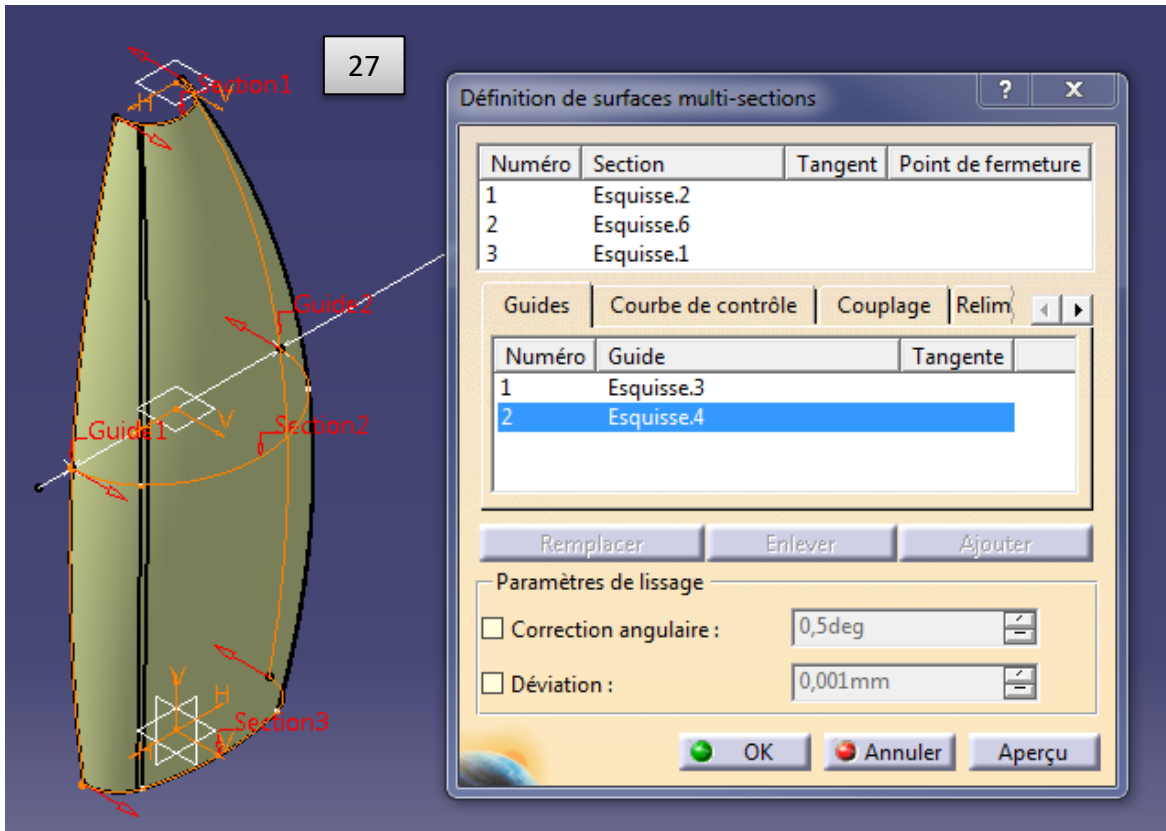 27
Section1
H
V
Guide2
V
Guide1
Section2
V
H
Section3
H
V
Définition de surfaces multi-sections
?
X
Numéro Section Tangent Point de fermeture
1 Esquisse.2
2 Esquisse.6
3 Esquisse.1
Guides Courbe de contrôle Couplage Relim
Numéro Guide Tangente
1 Esquisse.3
2 Esquisse.4
Remplacer Enlever Ajouter
Paramètres de lissage
Correction angulaire : 0,5deg
Déviation : 0,001mm
OK Annuler Aperçu